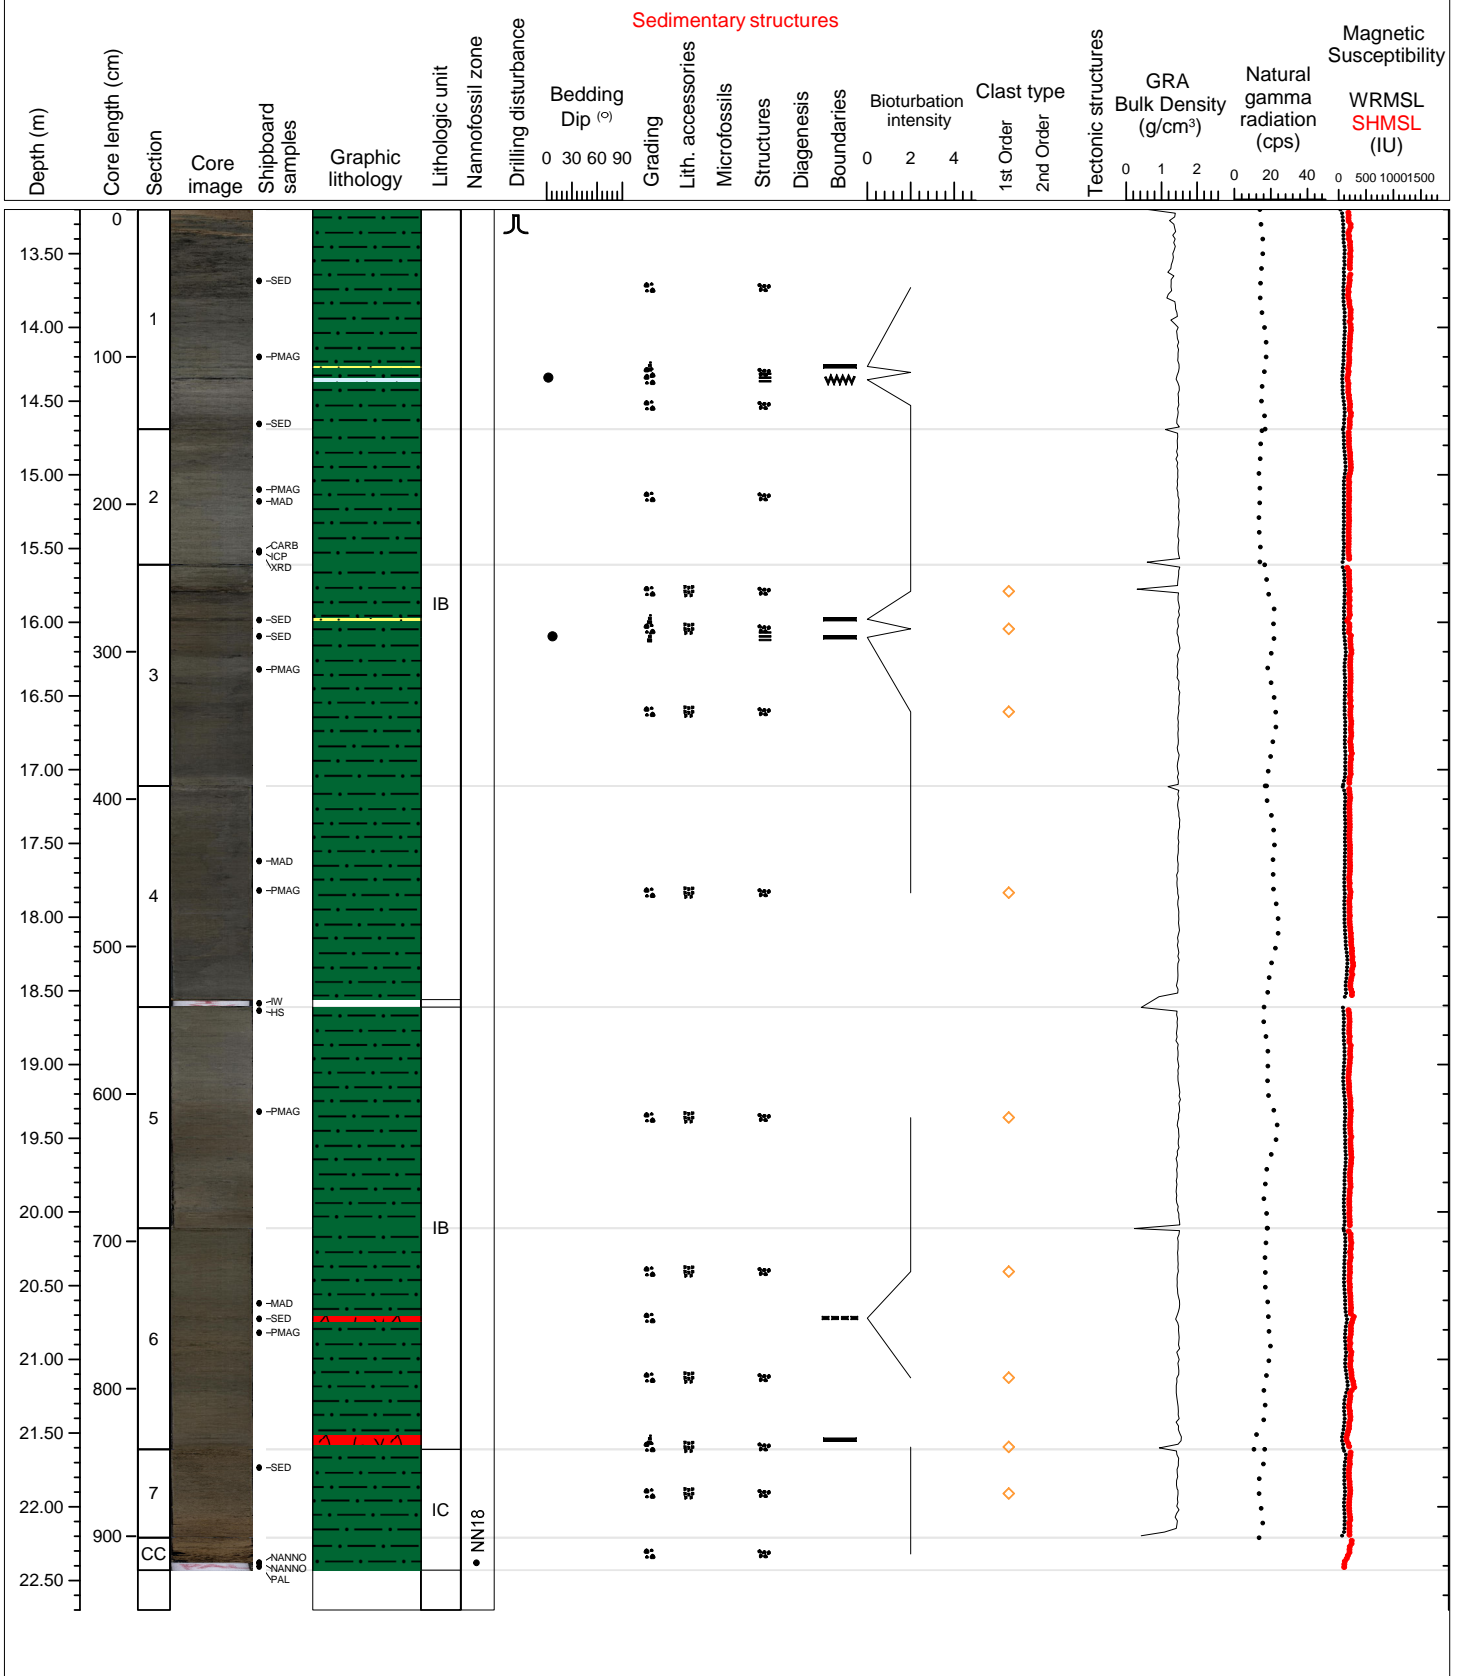 Sedimentary structures
Depth (m)
Core length (cm)
Section
Core
image
Shipboard
samples
Graphic
lithology
Lithologic unit
Nannofossil zone
Drilling disturbance
Bedding
Dip (o)
0 30 60 90
Grading
Lith. accessories
Microfossils
Structures
Diagenesis
Boundaries
Bioturbation
intensity
0 2 4
Clast type
1st Order
2nd Order
Tectonic structures
GRA
Bulk Density
(g/cm³)
0 1 2
Natural
gamma
radiation
(cps)
0 20 40
Magnetic
Susceptibility
WRMSL
SHMSL
(IU)
0 500 1000 1500
13.50
14.00
14.50
15.00
15.50
16.00
16.50
17.00
17.50
18.00
18.50
19.00
19.50
20.00
20.50
21.00
21.50
22.00
22.50
0
100
200
300
400
500
600
700
800
900
1
2
3
4
5
6
7
CC
SED
PMAG
SED
PMAG
MAD
CARB
ICP
XRD
SED
SED
PMAG
MAD
PMAG
IW
HS
PMAG
MAD
SED
PMAG
SED
NANNO
NANNO
PAL
IB
IB
IC
NN18